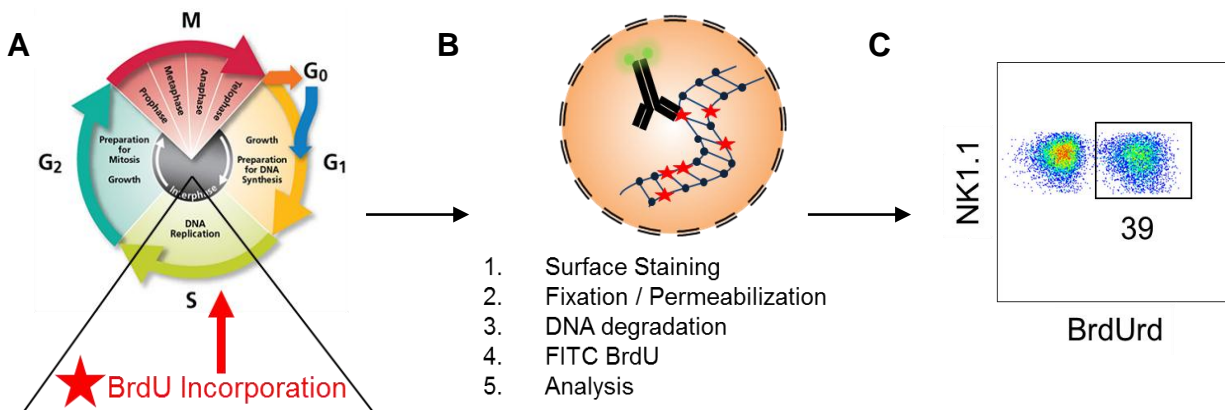 A
M
Prophase
Metaphase
Anaphase
Telophase
G0
G2
Preparation
for
Mitosis
Growth
Growth
Preparation
for DNA
Synthesis
G1
Interphase
DNA
Replication
S
BrdU Incorporation
B
1. Surface Staining
2. Fixation / Permeabilization
3. DNA degradation
4. FITC BrdU
5. Analysis
C
NK1.1
39
BrdUrd